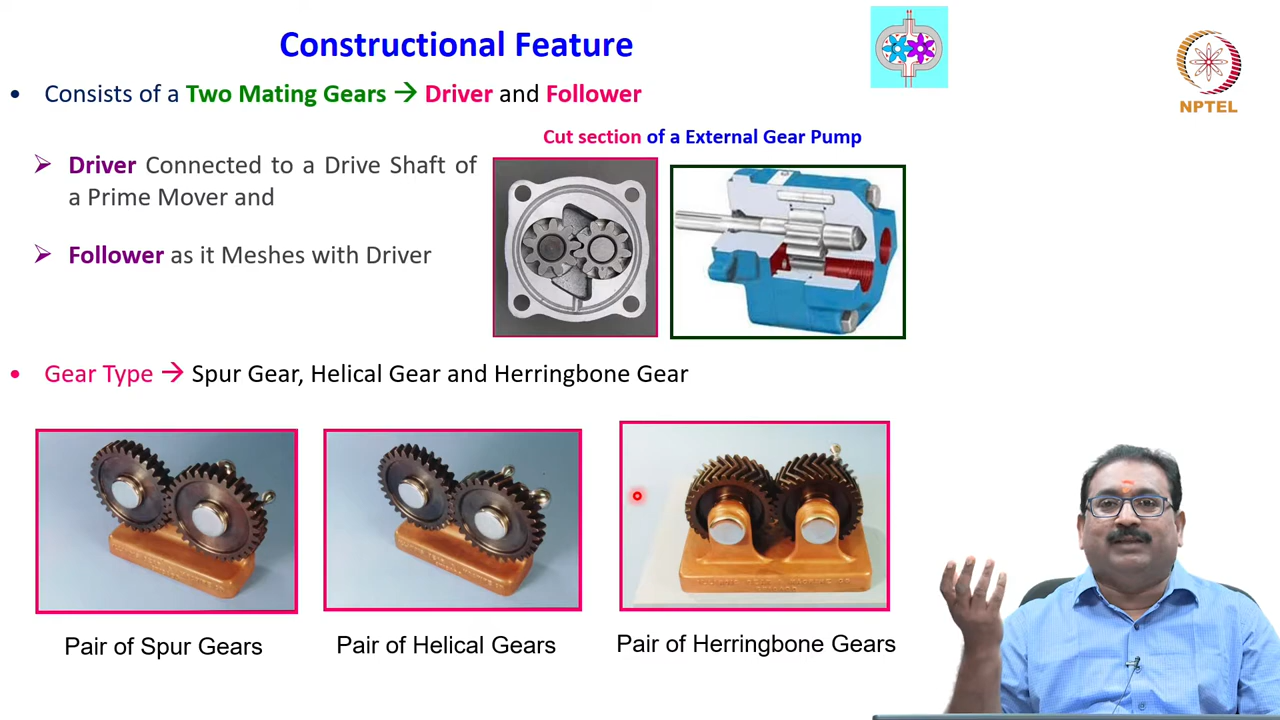 Constructional Feature
NPTEL
• Consists of a Two Mating Gears → Driver and Follower
Cut section of a External Gear Pump
➢ Driver Connected to a Drive Shaft of
a Prime Mover and
➢ Follower as it Meshes with Driver
• Gear Type → Spur Gear, Helical Gear and Herringbone Gear
Pair of Spur Gears
Pair of Helical Gears
Pair of Herringbone Gears